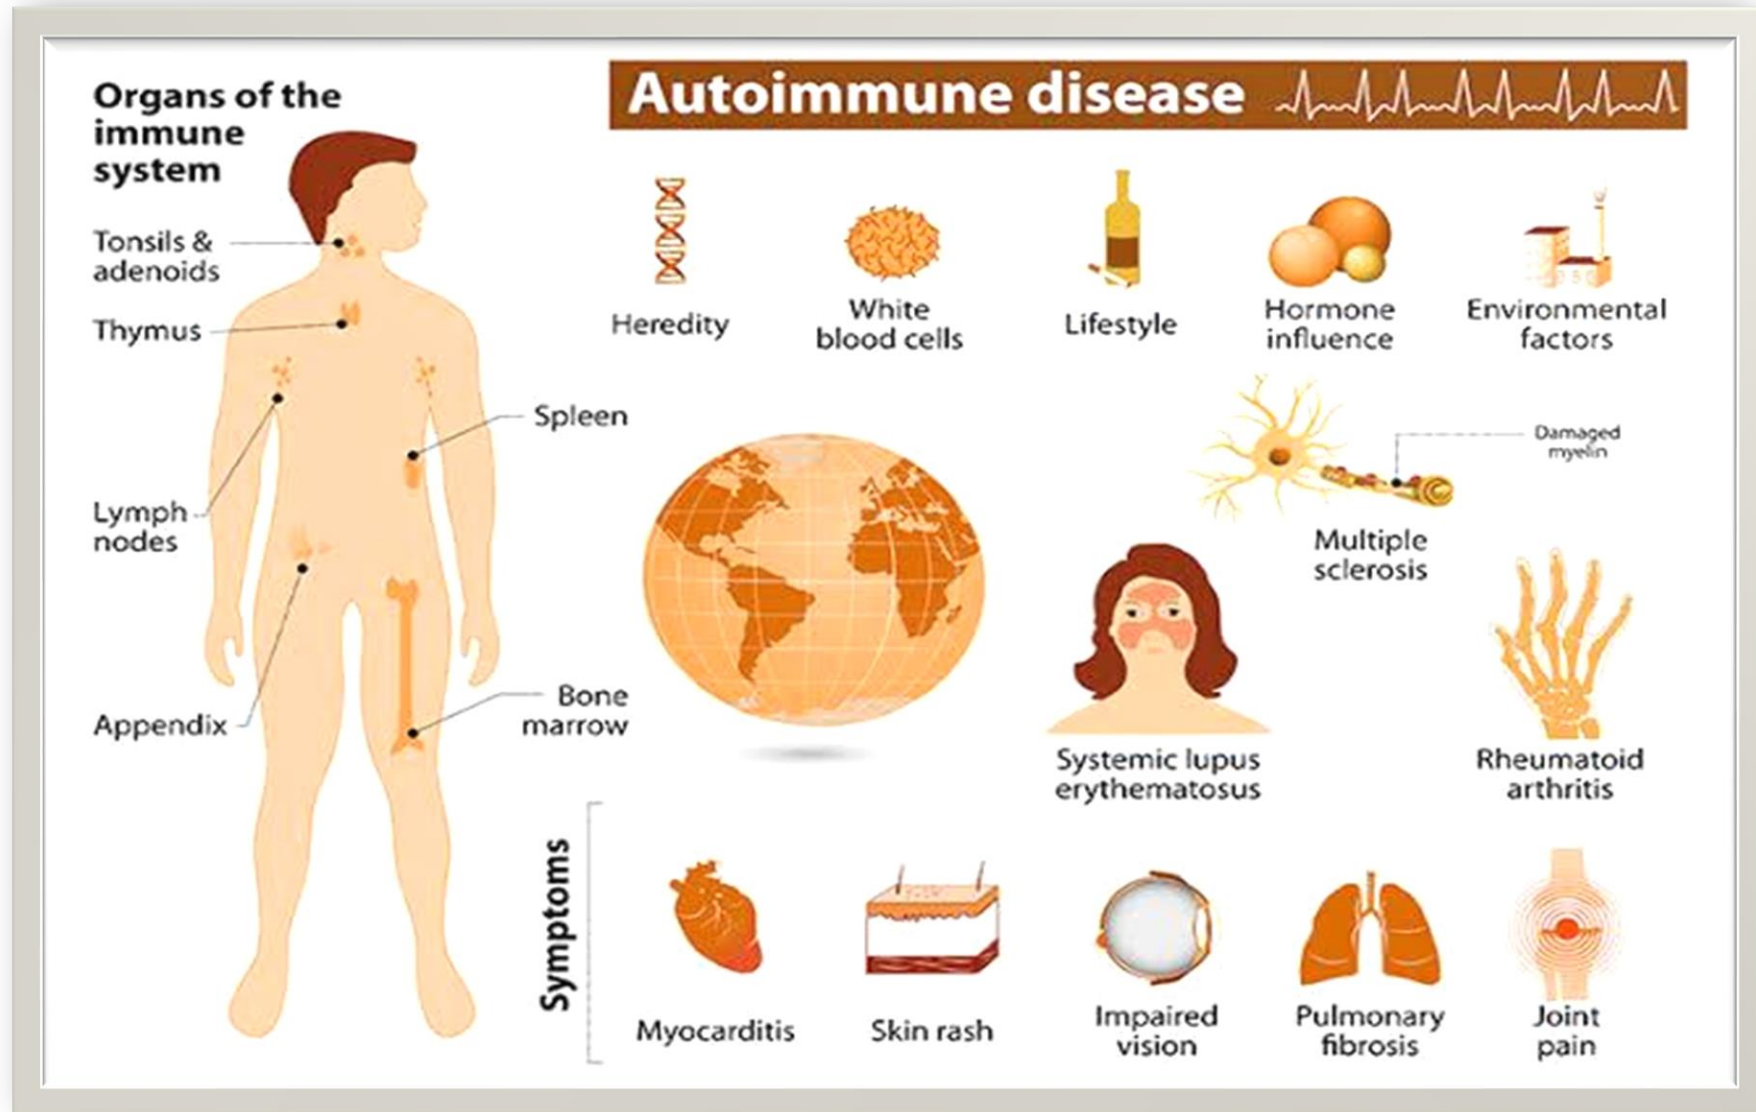 Organs of the
immune
system
Tonsils &
adenoids
Thymus
Lymph
nodes
Appendix
Spleen
Bone
marrow
Autoimmune disease
Heredity
White
blood cells
Lifestyle
Hormone
influence
Environmental
factors
Damaged
myelin
Multiple
sclerosis
Systemic lupus
erythematosus
Rheumatoid
arthritis
Symptoms
Myocarditis
Skin rash
Impaired
vision
Pulmonary
fibrosis
Joint
pain